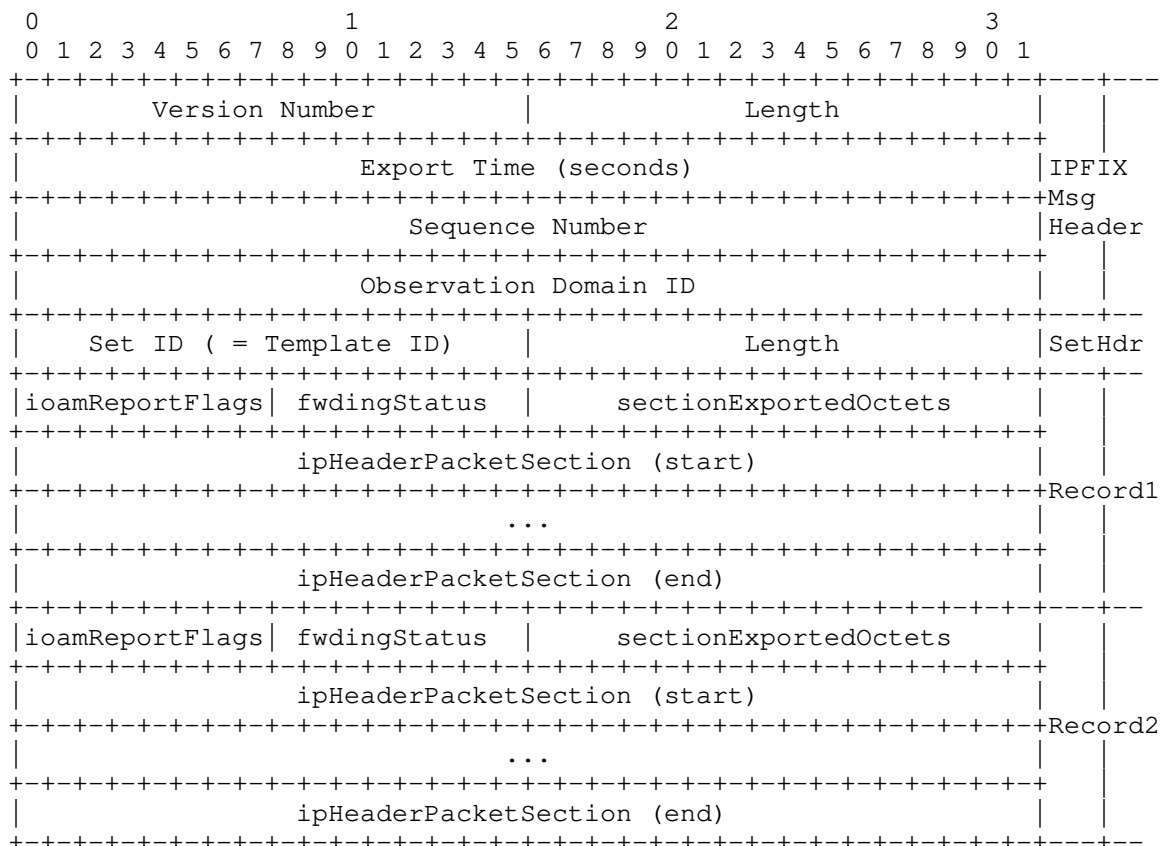 0                   1                   2                   3
 0 1 2 3 4 5 6 7 8 9 0 1 2 3 4 5 6 7 8 9 0 1 2 3 4 5 6 7 8 9 0 1
+-+-+-+-+-+-+-+-+-+-+-+-+-+-+-+-+-+-+-+-+-+-+-+-+-+-+-+-+-+-+-+-+---+---
|        Version Number         |             Length            |   |
+-+-+-+-+-+-+-+-+-+-+-+-+-+-+-+-+-+-+-+-+-+-+-+-+-+-+-+-+-+-+-+-+   |
|                     Export Time (seconds)                     |IPFIX
+-+-+-+-+-+-+-+-+-+-+-+-+-+-+-+-+-+-+-+-+-+-+-+-+-+-+-+-+-+-+-+-+Msg
|                        Sequence Number                        |Header
+-+-+-+-+-+-+-+-+-+-+-+-+-+-+-+-+-+-+-+-+-+-+-+-+-+-+-+-+-+-+-+-+   |
|                     Observation Domain ID                     |   |
+-+-+-+-+-+-+-+-+-+-+-+-+-+-+-+-+-+-+-+-+-+-+-+-+-+-+-+-+-+-+-+-+---+--
|    Set ID ( = Template ID)    |             Length            |SetHdr
+-+-+-+-+-+-+-+-+-+-+-+-+-+-+-+-+-+-+-+-+-+-+-+-+-+-+-+-+-+-+-+-+---+--
|ioamReportFlags| fwdingStatus  |     sectionExportedOctets     |   |
+-+-+-+-+-+-+-+-+-+-+-+-+-+-+-+-+-+-+-+-+-+-+-+-+-+-+-+-+-+-+-+-+   |
|                 ipHeaderPacketSection (start)                 |   |
+-+-+-+-+-+-+-+-+-+-+-+-+-+-+-+-+-+-+-+-+-+-+-+-+-+-+-+-+-+-+-+-+Record1
|                              ...                              |   |
+-+-+-+-+-+-+-+-+-+-+-+-+-+-+-+-+-+-+-+-+-+-+-+-+-+-+-+-+-+-+-+-+   |
|                 ipHeaderPacketSection (end)                   |   |
+-+-+-+-+-+-+-+-+-+-+-+-+-+-+-+-+-+-+-+-+-+-+-+-+-+-+-+-+-+-+-+-+---+--
|ioamReportFlags| fwdingStatus  |     sectionExportedOctets     |   |
+-+-+-+-+-+-+-+-+-+-+-+-+-+-+-+-+-+-+-+-+-+-+-+-+-+-+-+-+-+-+-+-+   |
|                 ipHeaderPacketSection (start)                 |   |
+-+-+-+-+-+-+-+-+-+-+-+-+-+-+-+-+-+-+-+-+-+-+-+-+-+-+-+-+-+-+-+-+Record2
|                              ...                              |   |
+-+-+-+-+-+-+-+-+-+-+-+-+-+-+-+-+-+-+-+-+-+-+-+-+-+-+-+-+-+-+-+-+   |
|                 ipHeaderPacketSection (end)                   |   |
+-+-+-+-+-+-+-+-+-+-+-+-+-+-+-+-+-+-+-+-+-+-+-+-+-+-+-+-+-+-+-+-+---+--